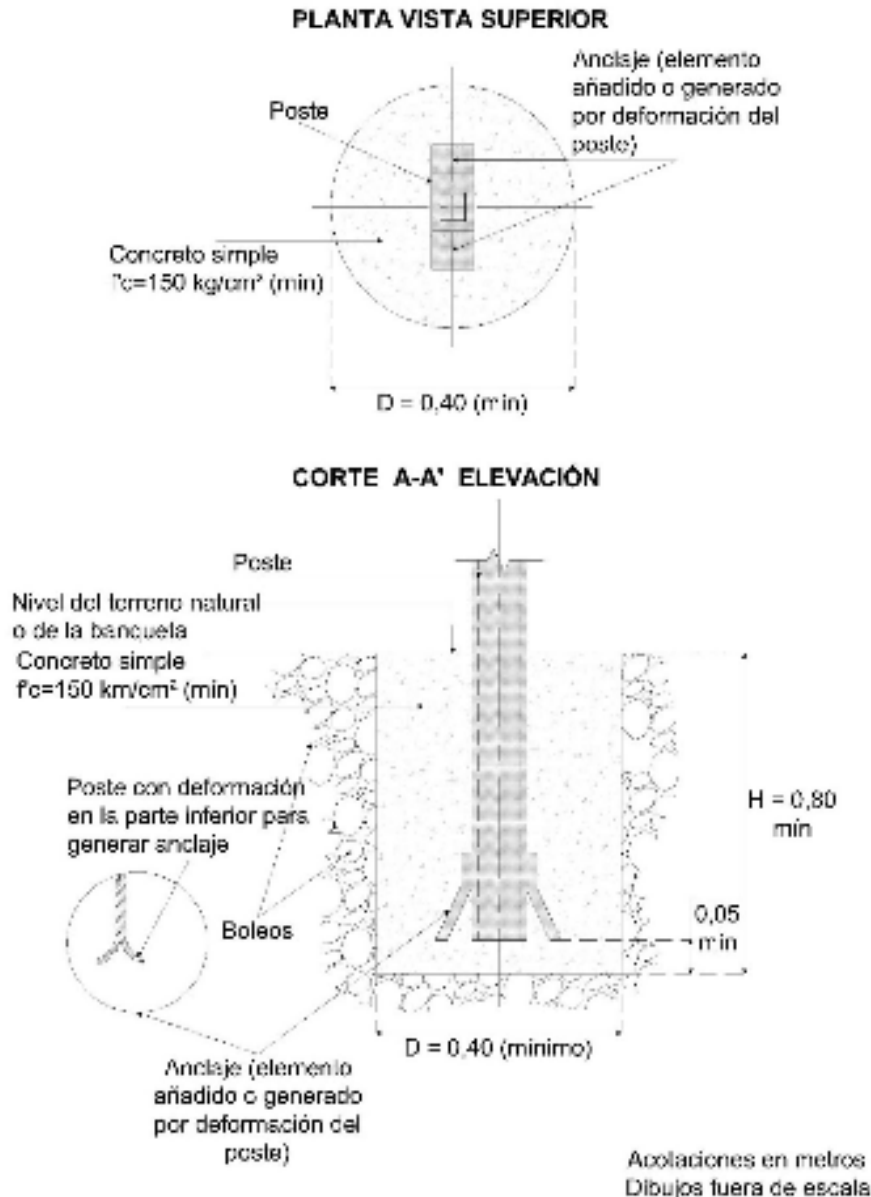 PLANTA VISTA SUPERIOR
Anclaje (elemento
añadido o generado
por deformación del
poste)
Poste
Concreto simple
f'c=150 kg/cm² (min)
D = 0,40 (min)
CORTE A-A' ELEVACIÓN
Poste
Nivel del terreno natural
o de la banqueta
Concreto simple
f'c=150 km/cm² (min)
Poste con deformación
en la parte inferior para
generar anclaje
H = 0,80
min
0,05
min
Boleos
D = 0,40 (minimo)
Anclaje (elemento
añadido o generado
por deformación del
poste)
Acotaciones en metros
Dibujos fuera de escala